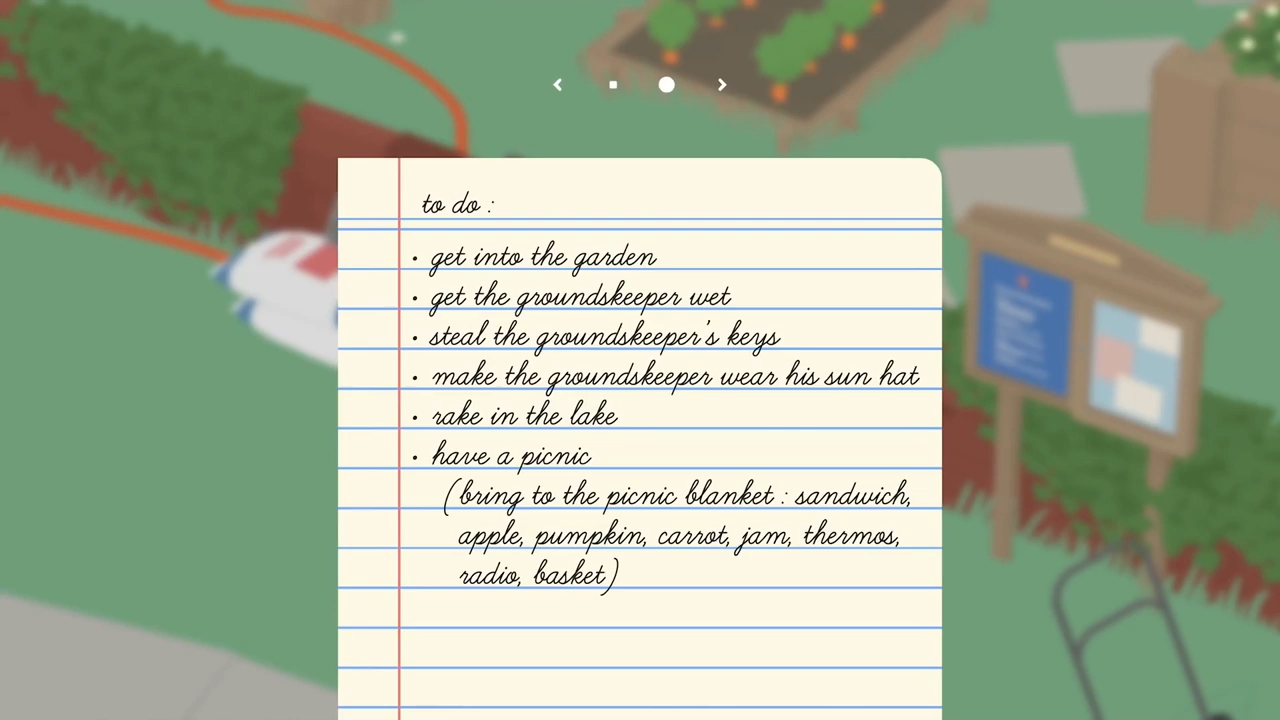 to do :
• get into the garden
• get the groundskeeper wet
• steal the groundskeeper's keys
• make the groundskeeper wear his sun hat
• rake in the lake
• have a picnic
(bring to the picnic blanket : sandwich,
apple, pumpkin, carrot, jam, thermos,
radio, basket)